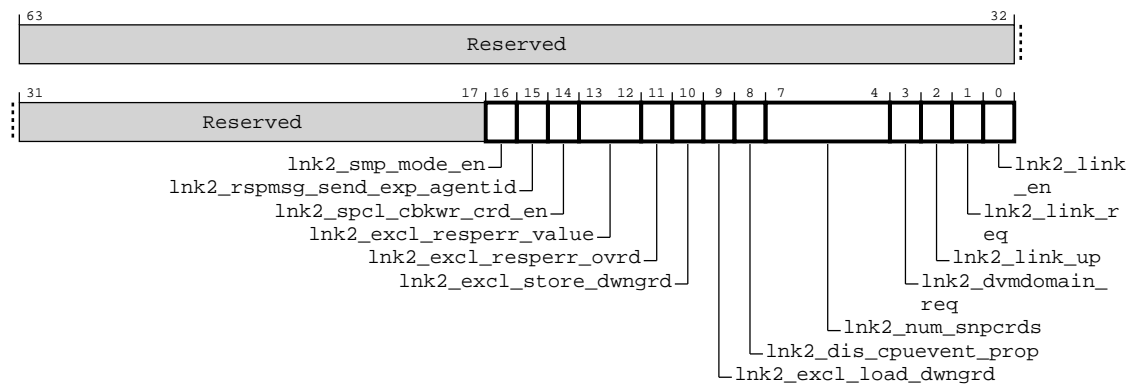 63 32
Reserved
31 17 16 15 14 13 12 11 10 9 8 7 4 3 2 1 0
Reserved
lnk2_smp_mode_en
lnk2_rspmsg_send_exp_agentid
lnk2_spcl_cbkwr_crd_en
lnk2_excl_resperr_value
lnk2_excl_resperr_ovrd
lnk2_excl_store_dwngrd
lnk2_link
_en
lnk2_link_r
eq
lnk2_link_up
lnk2_dvmdomain_
req
lnk2_num_snpcrds
lnk2_dis_cpuevent_prop
lnk2_excl_load_dwngrd